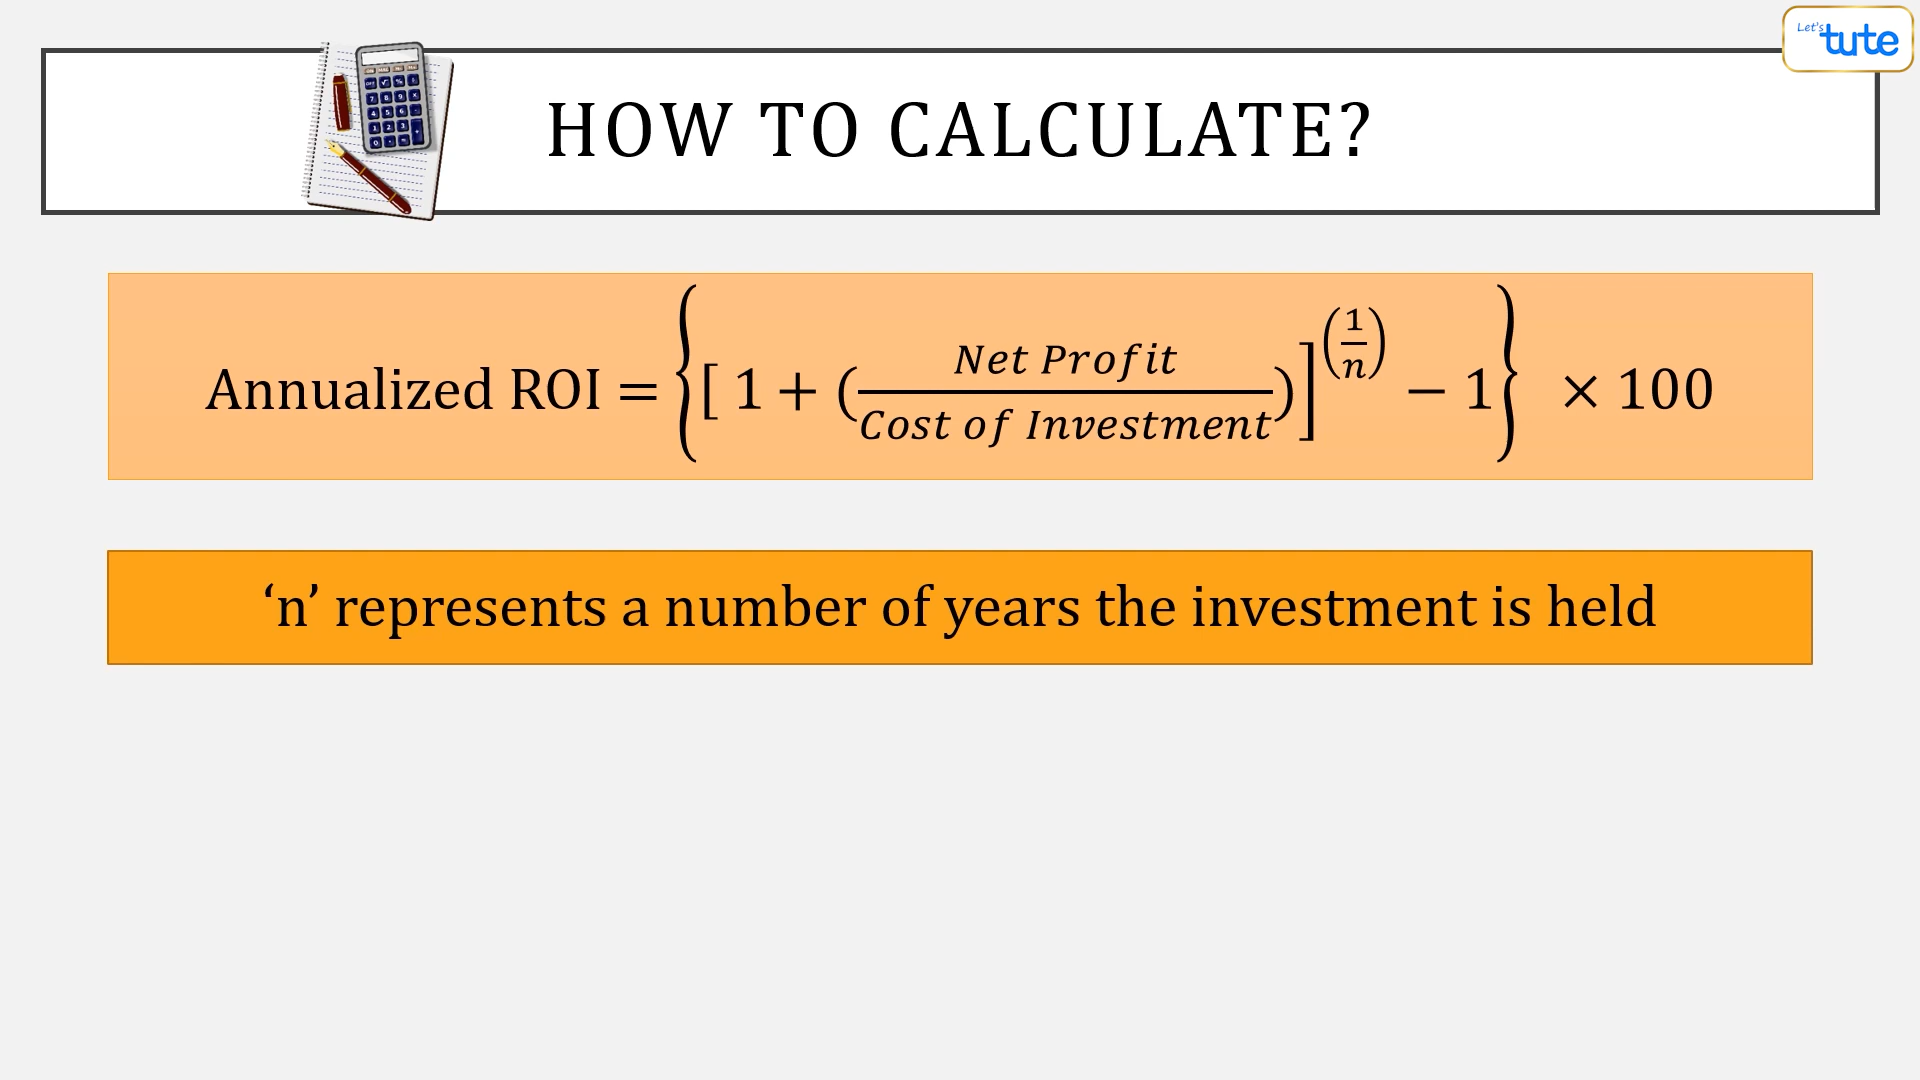 Let's tute
HOW TO CALCULATE?
Annualized ROI = {[ 1 + (Net Profit / Cost of Investment)]^(1/n) − 1} × 100
‘n’ represents a number of years the investment is held